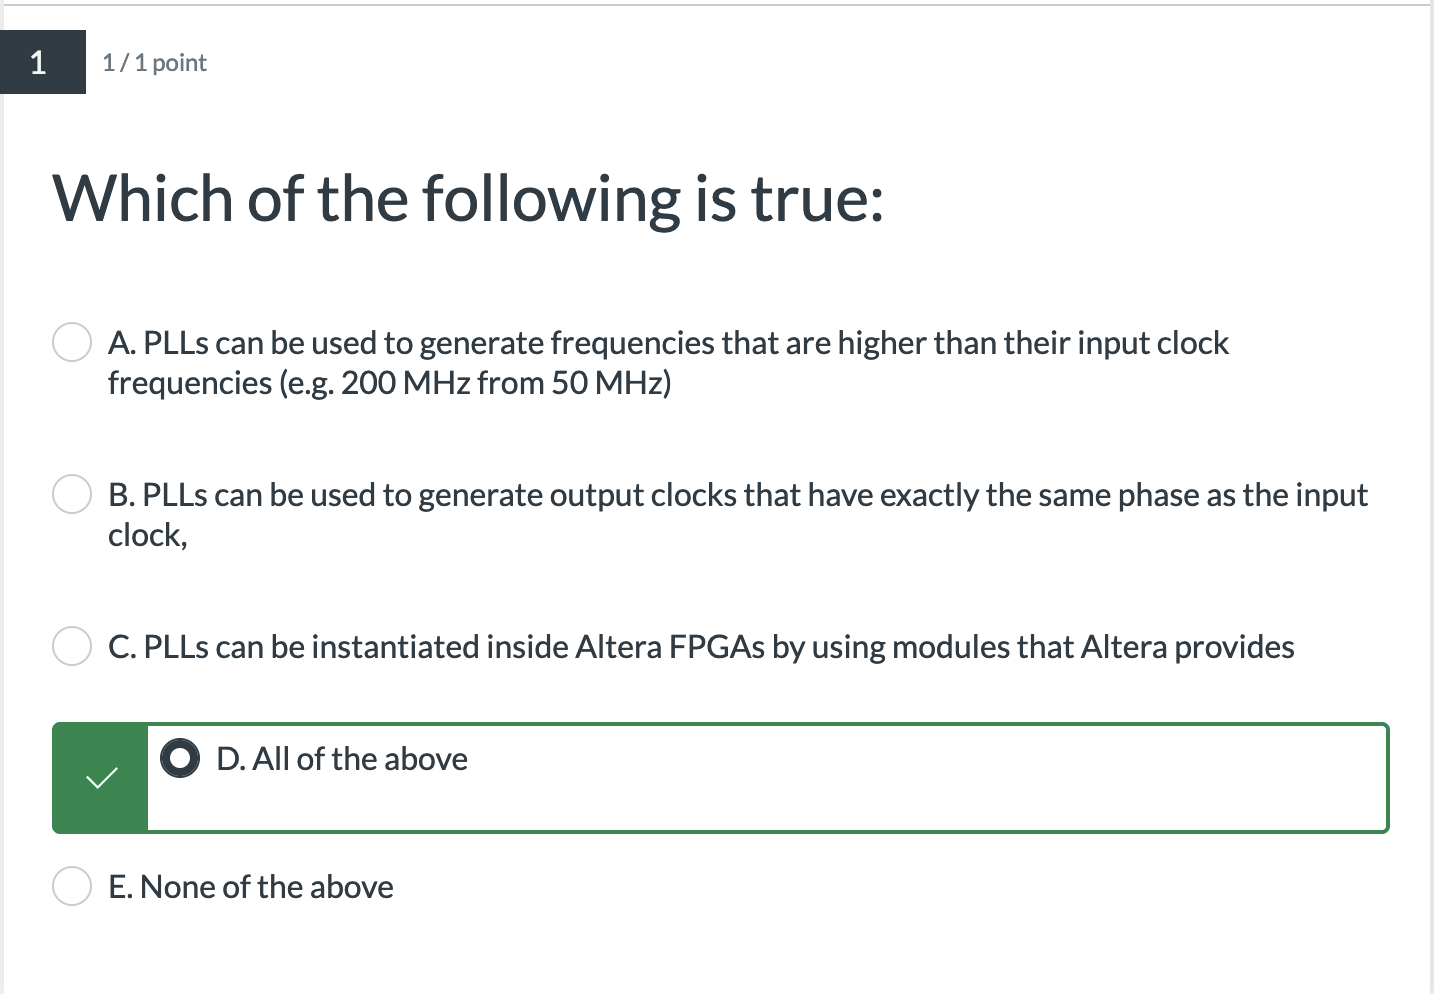 1
1 / 1 point
Which of the following is true:
A. PLLs can be used to generate frequencies that are higher than their input clock
frequencies (e.g. 200 MHz from 50 MHz)
B. PLLs can be used to generate output clocks that have exactly the same phase as the input
clock,
C. PLLs can be instantiated inside Altera FPGAs by using modules that Altera provides
D. All of the above
E. None of the above